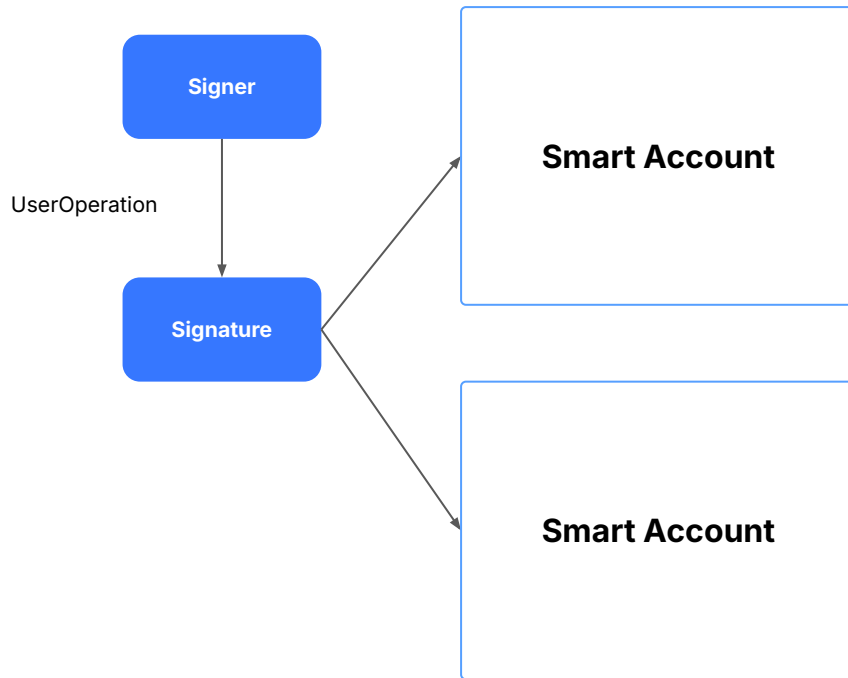 Signer
Smart Account
UserOperation
Signature
Smart Account